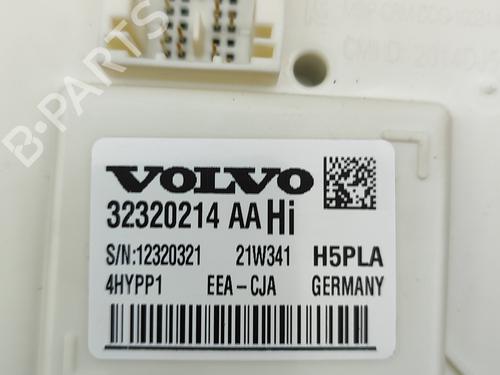 B-PARTS
VOLVO
32320214 AA Hi
S/N:12320321 21W341 H5PLA
4HYPP1 EEA-CJA GERMANY